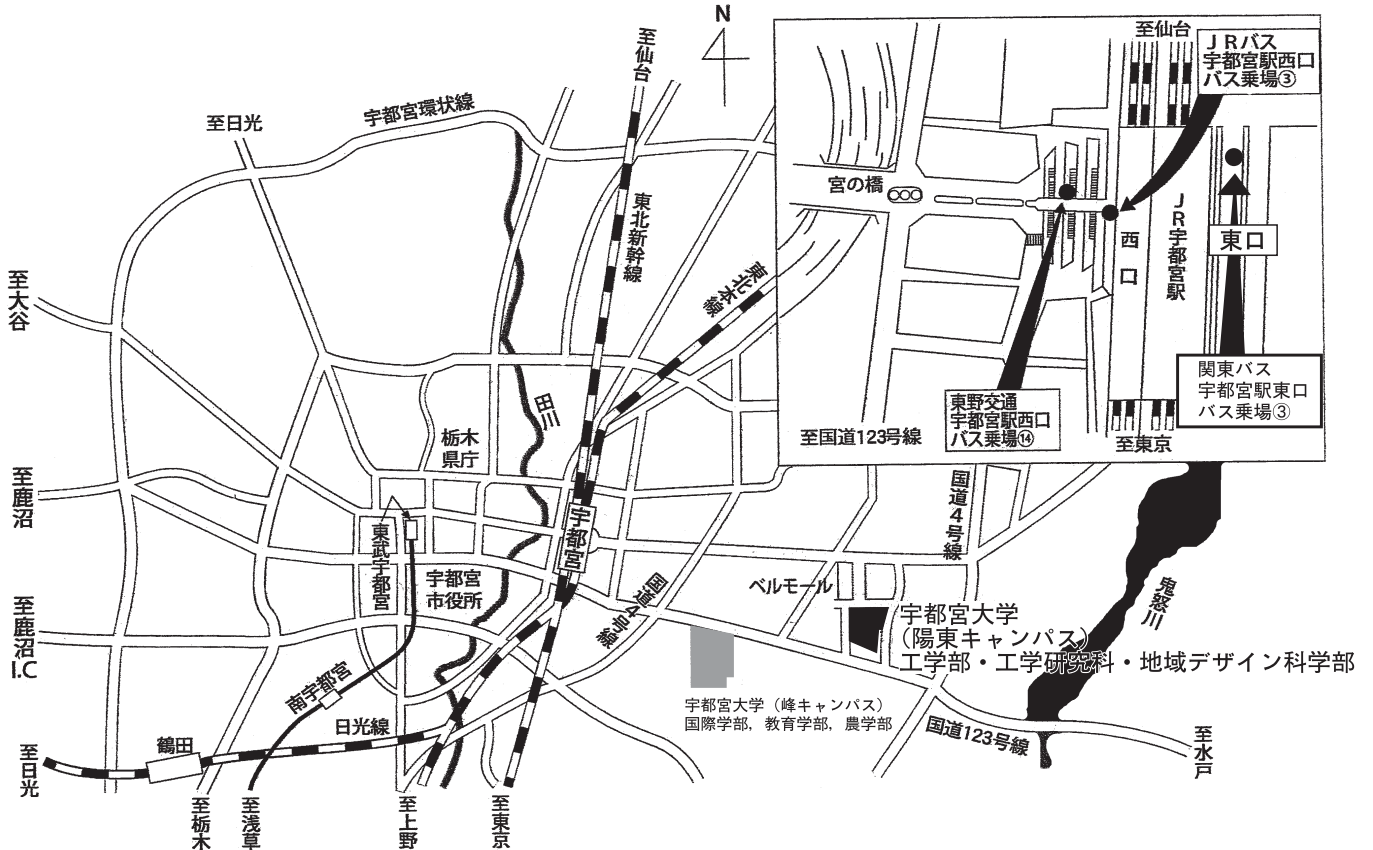 N
至仙台
至日光
宇都宮環状線
東北新幹線
東北本線
至大谷
田川
栃木
県庁
至鹿沼
東武宇都宮
宇都宮
宇都宮
市役所
国道4号線
至鹿沼I.C
南宇都宮
日光線
鶴田
至日光
至栃木
至浅草
至上野
至東京
至仙台
JRバス
宇都宮駅西口
バス乗場③
宮の橋
西口
JR宇都宮駅
東口
関東バス
宇都宮駅東口
バス乗場③
東野交通
宇都宮駅西口
バス乗場⑭
至国道123号線
至東京
国道4号線
ベルモール
宇都宮大学
（陽東キャンパス）
工学部・工学研究科・地域デザイン科学部
鬼怒川
宇都宮大学（峰キャンパス）
国際学部，教育学部，農学部
国道123号線
至水戸